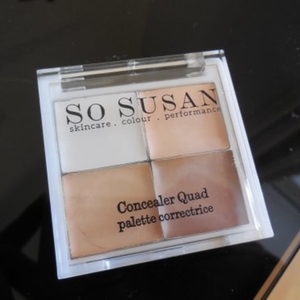 SO SUSAN
skincare . colour . performance
Concealer Quad
palette correctrice